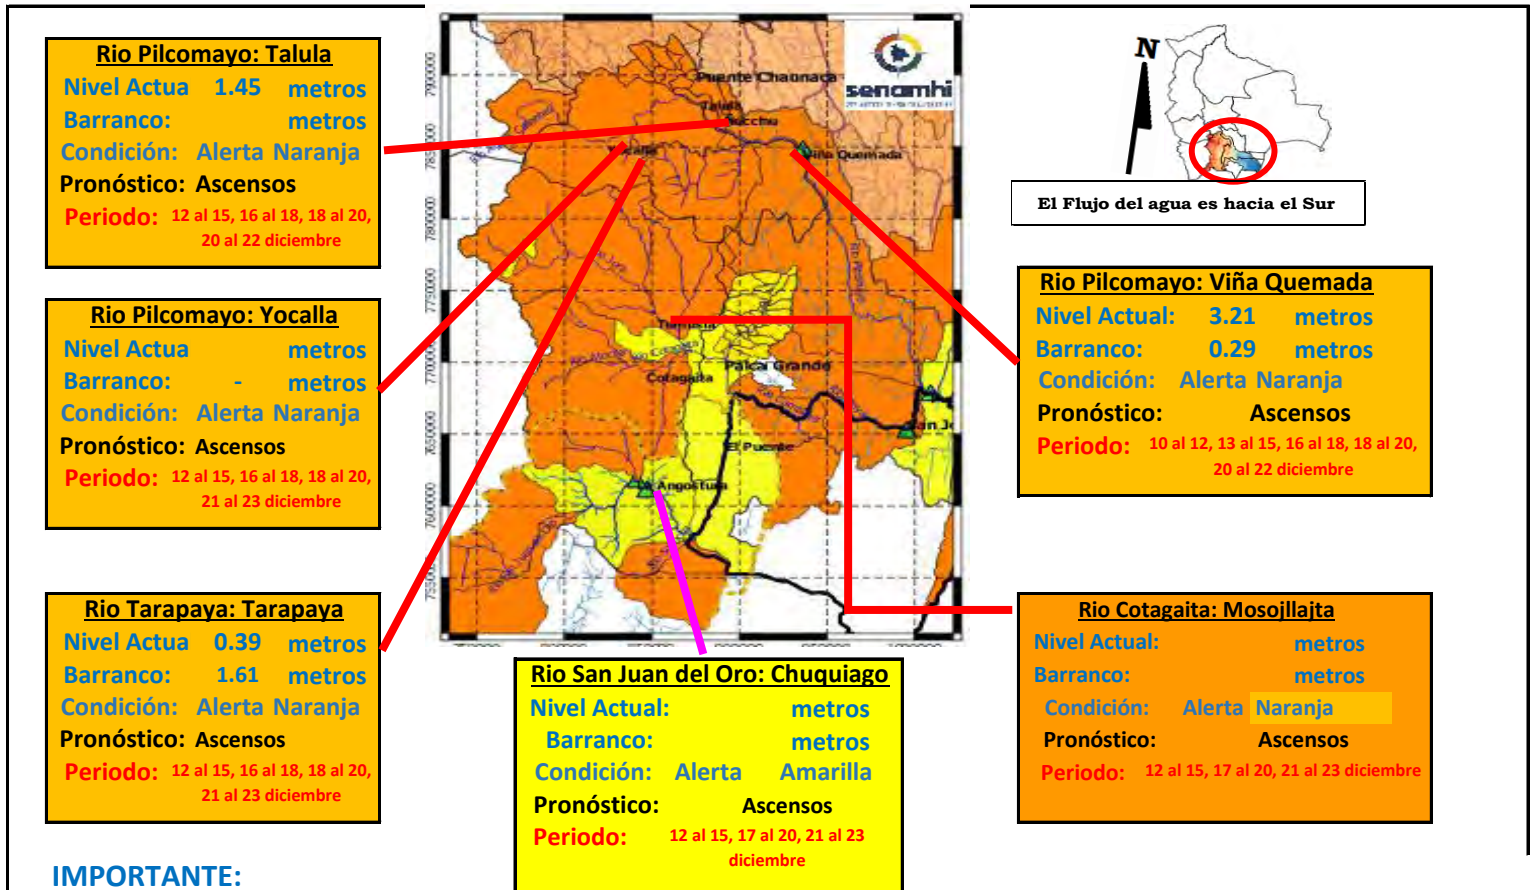 Rio Pilcomayo: Talula
Nivel Actua 1.45 metros
Barranco: metros
Condición: Alerta Naranja
Pronóstico: Ascensos
Periodo: 12 al 15, 16 al 18, 18 al 20,
20 al 22 diciembre
Rio Pilcomayo: Yocalla
Nivel Actua metros
Barranco: - metros
Condición: Alerta Naranja
Pronóstico: Ascensos
Periodo: 12 al 15, 16 al 18, 18 al 20,
21 al 23 diciembre
Rio Tarapaya: Tarapaya
Nivel Actua 0.39 metros
Barranco: 1.61 metros
Condición: Alerta Naranja
Pronóstico: Ascensos
Periodo: 12 al 15, 16 al 18, 18 al 20,
21 al 23 diciembre
IMPORTANTE:
senamhi
Puente Chaunaca
Talula
Viña Quemada
Yocalla
Tumusla
Palca Grande
Cotagaita
El Puente
Angostura
7900000
7850000
7800000
7750000
7700000
7650000
7600000
Rio San Juan del Oro: Chuquiago
Nivel Actual: metros
Barranco: metros
Condición: Alerta Amarilla
Pronóstico: Ascensos
Periodo: 12 al 15, 17 al 20, 21 al 23
diciembre
N
El Flujo del agua es hacia el Sur
Rio Pilcomayo: Viña Quemada
Nivel Actual: 3.21 metros
Barranco: 0.29 metros
Condición: Alerta Naranja
Pronóstico: Ascensos
Periodo: 10 al 12, 13 al 15, 16 al 18, 18 al 20,
20 al 22 diciembre
Rio Cotagaita: Mosojllajta
Nivel Actual: metros
Barranco: metros
Condición: Alerta Naranja
Pronóstico: Ascensos
Periodo: 12 al 15, 17 al 20, 21 al 23 diciembre